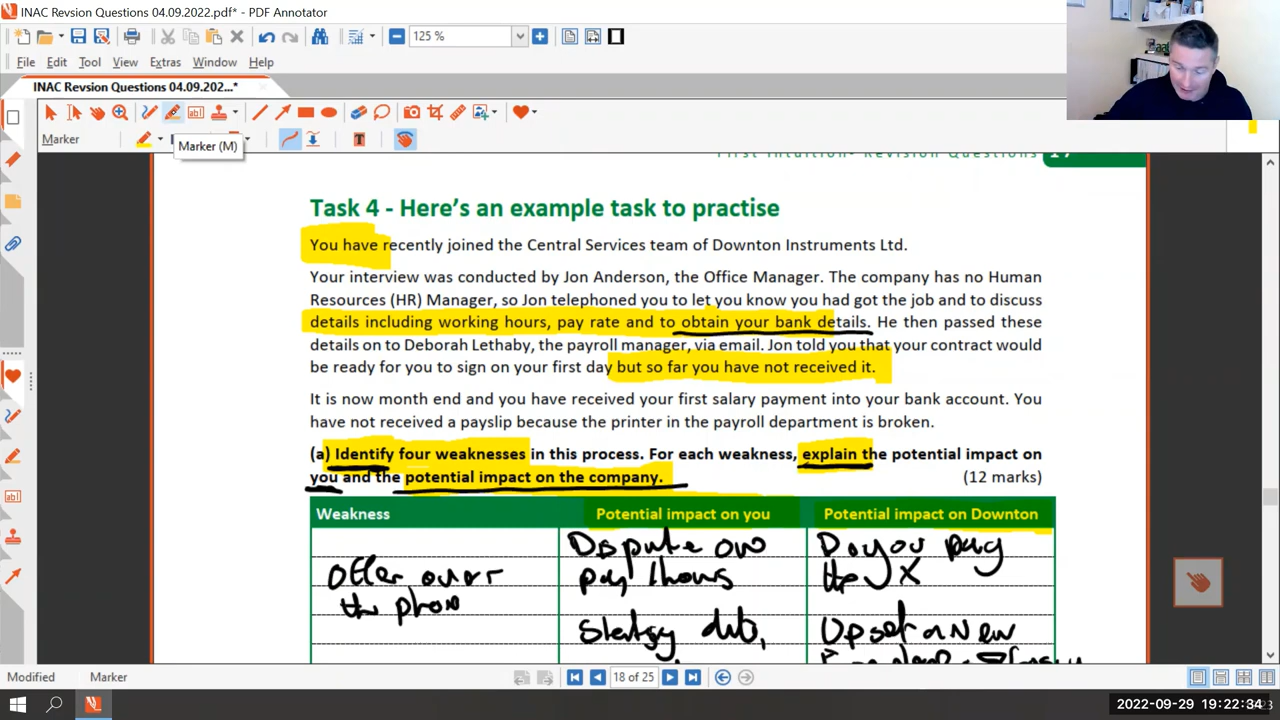 INAC Revsion Questions 04.09.2022.pdf* - PDF Annotator
125 %
File Edit Tool View Extras Window Help
INAC Revsion Questions 04.09.202...*
Marker
Marker (M)
First Intuition- Revision Questions 17
Task 4 - Here's an example task to practise
You have recently joined the Central Services team of Downton Instruments Ltd.
Your interview was conducted by Jon Anderson, the Office Manager. The company has no Human
Resources (HR) Manager, so Jon telephoned you to let you know you had got the job and to discuss
details including working hours, pay rate and to obtain your bank details. He then passed these
details on to Deborah Lethaby, the payroll manager, via email. Jon told you that your contract would
be ready for you to sign on your first day but so far you have not received it.
It is now month end and you have received your first salary payment into your bank account. You
have not received a payslip because the printer in the payroll department is broken.
(a) Identify four weaknesses in this process. For each weakness, explain the potential impact on
you and the potential impact on the company. (12 marks)
Weakness Potential impact on you Potential impact on Downton
Dispute over Do you pay
Offer over pay / hours the X
the phone
Upset a New
Modified Marker 18 of 25
2022-09-29 19:22:34